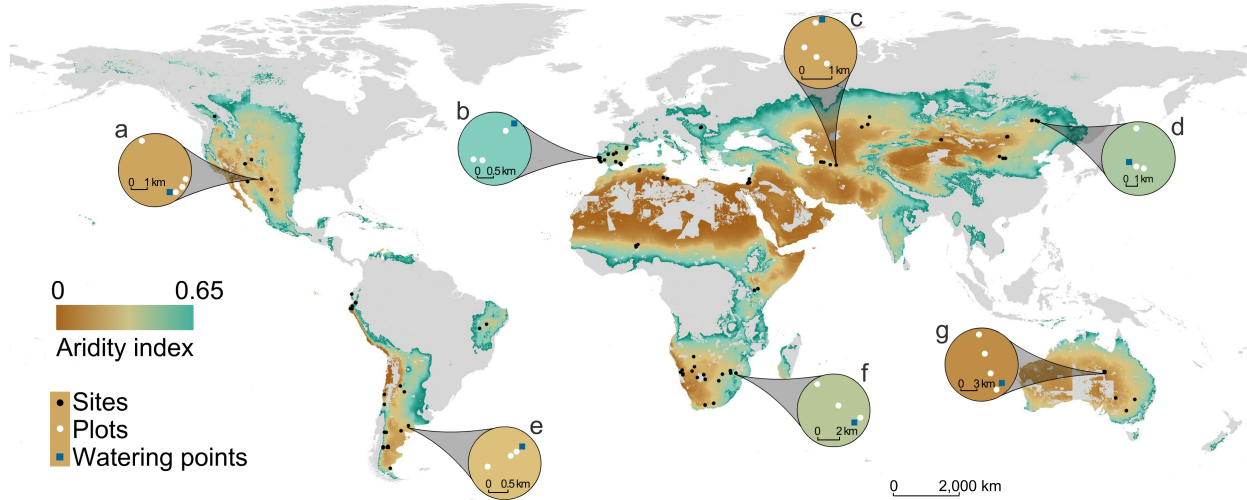 c
b
a
d
0 1 km
0 0.5 km
0 1 km
0 1 km
0 0.65
Aridity index
g
f
e
0 3 km
0 2 km
0 0.5 km
Sites
Plots
Watering points
0 2,000 km